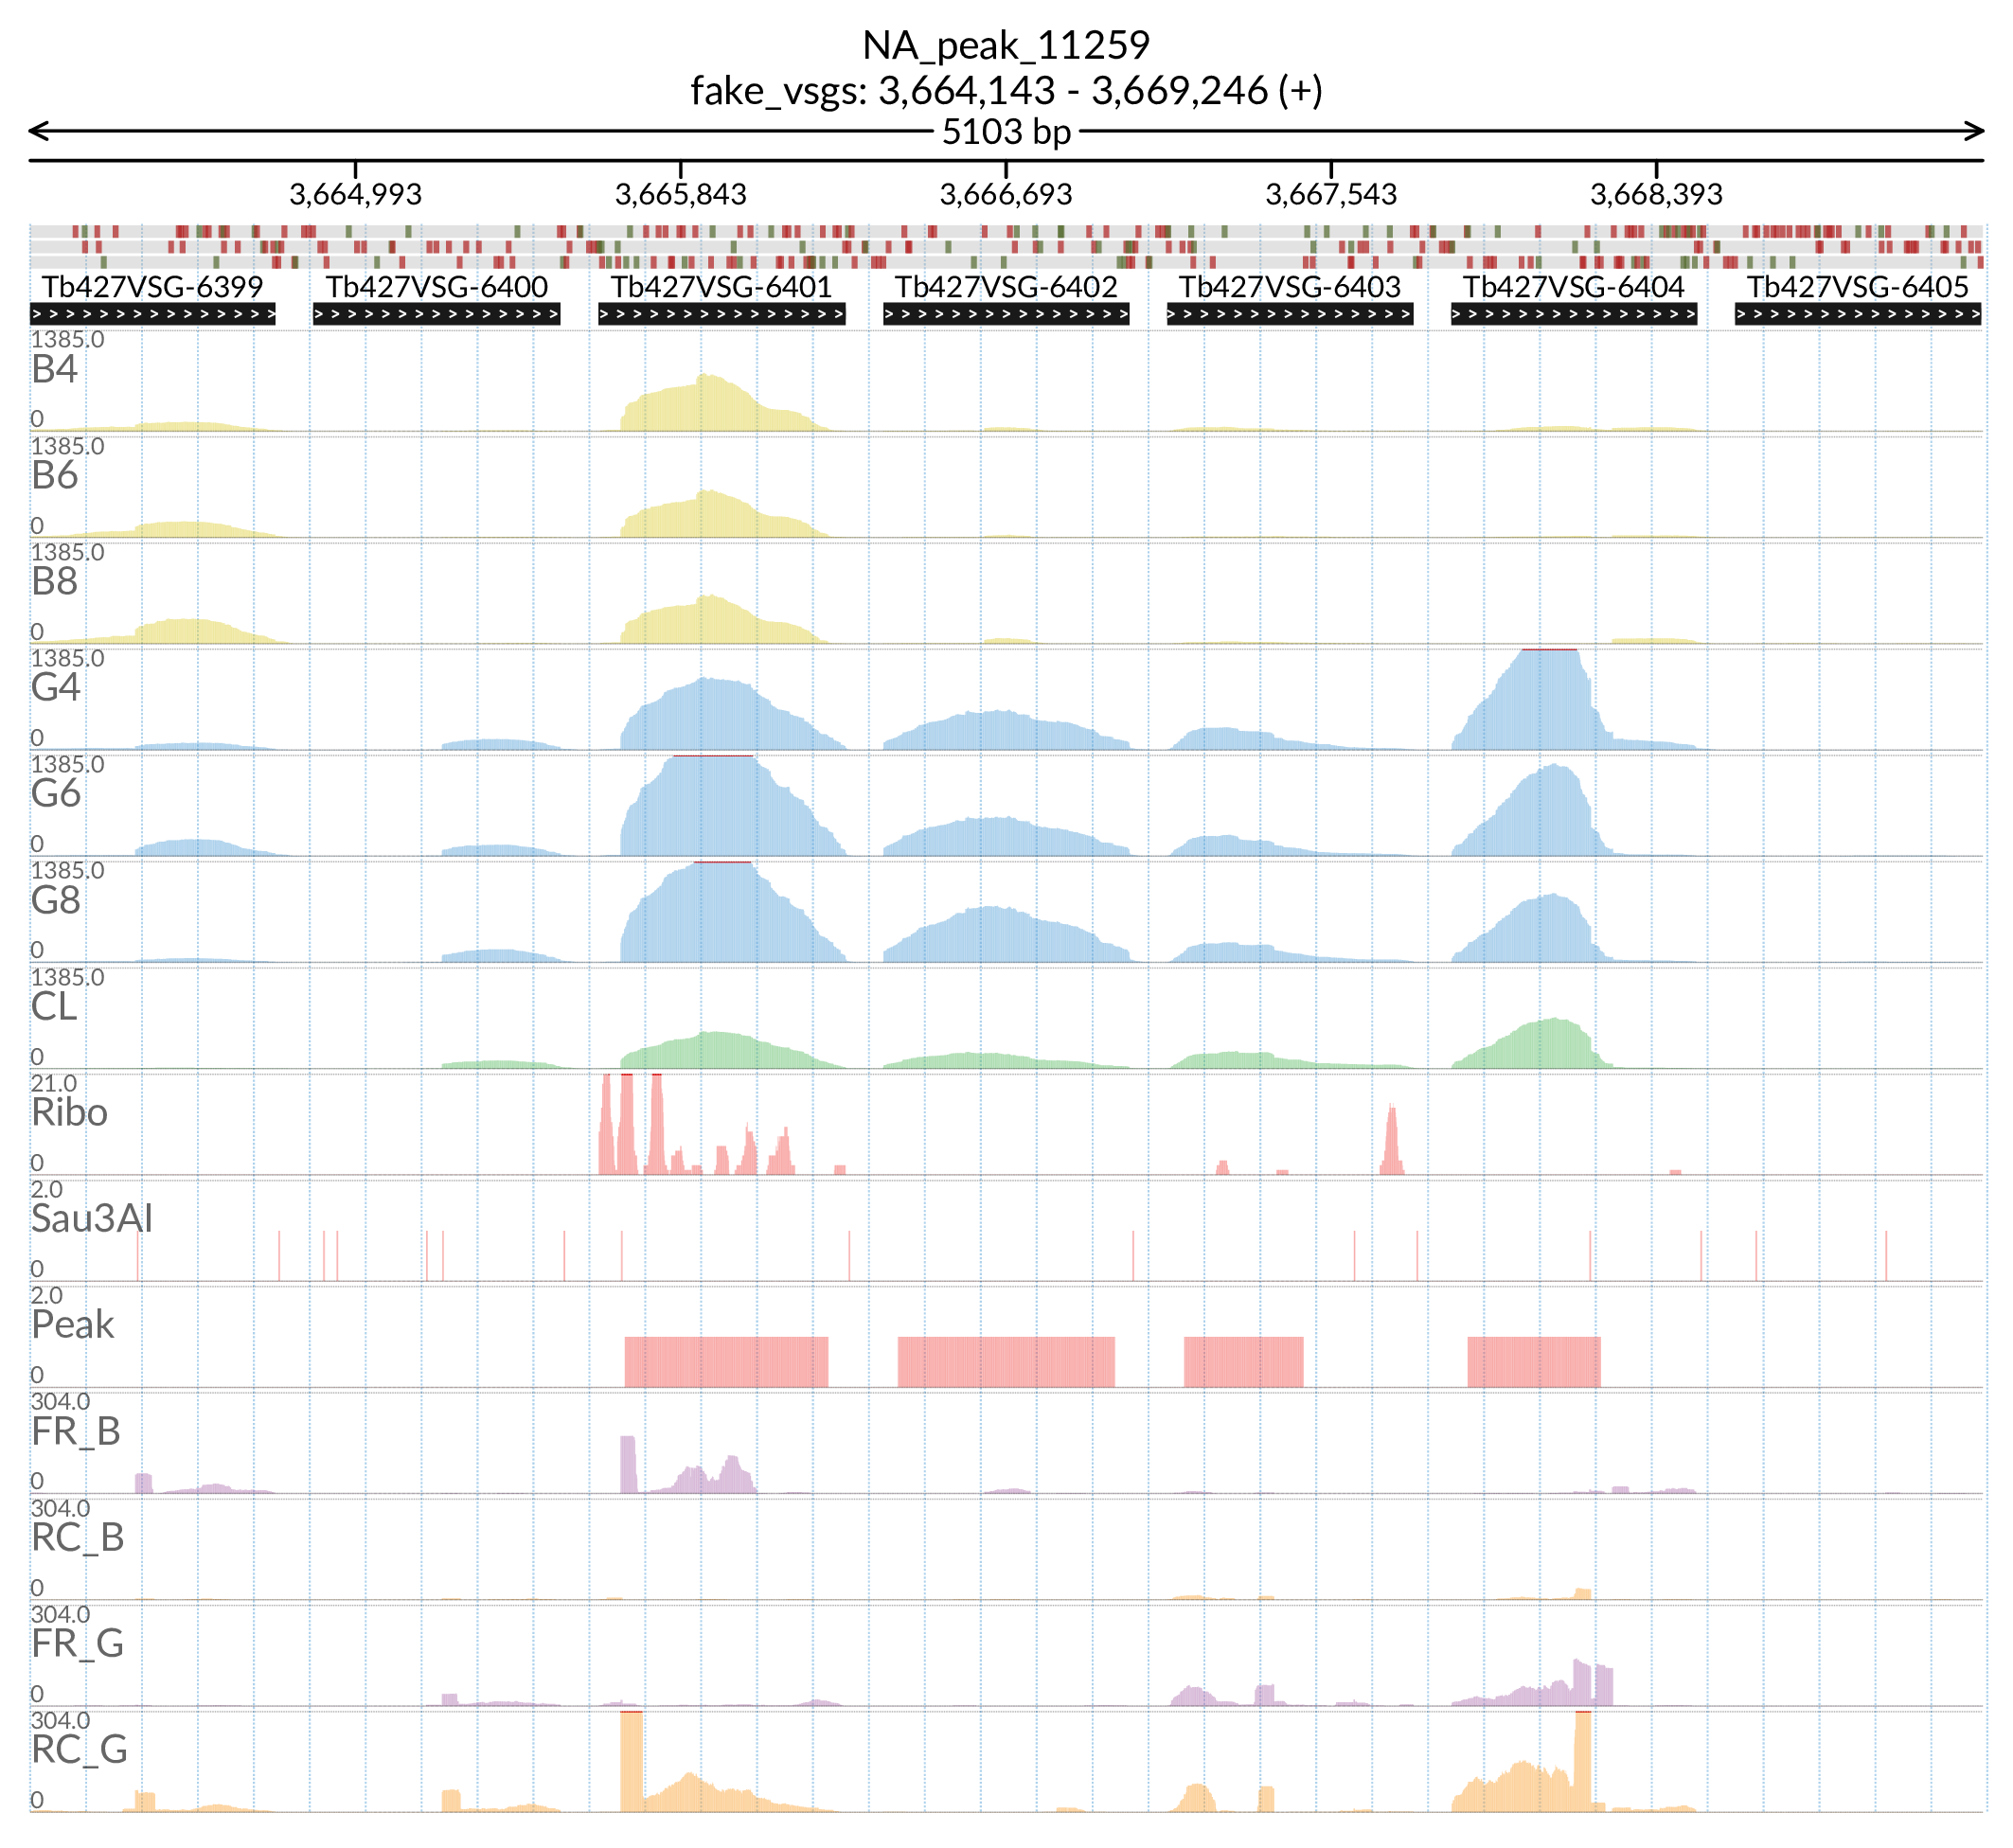 NA_peak_11259
fake_vsgs: 3,664,143 - 3,669,246 (+)
5103 bp
3,664,993 3,665,843 3,666,693 3,667,543 3,668,393
Tb427VSG-6399 Tb427VSG-6400 Tb427VSG-6401 Tb427VSG-6402 Tb427VSG-6403 Tb427VSG-6404 Tb427VSG-6405
1385.0
B4
0
1385.0
B6
0
1385.0
B8
0
1385.0
G4
0
1385.0
G6
0
1385.0
G8
0
1385.0
CL
0
21.0
Ribo
0
2.0
Sau3AI
0
2.0
Peak
0
304.0
FR_B
0
304.0
RC_B
0
304.0
FR_G
0
304.0
RC_G
0